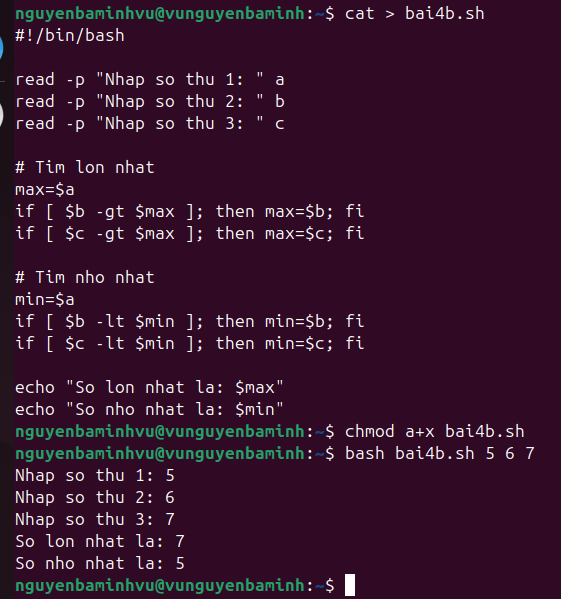 nguyenbaminhvu@vunguyenbaminh:~$ cat > bai4b.sh
#!/bin/bash

read -p "Nhap so thu 1: " a
read -p "Nhap so thu 2: " b
read -p "Nhap so thu 3: " c

# Tim lon nhat
max=$a
if [ $b -gt $max ]; then max=$b; fi
if [ $c -gt $max ]; then max=$c; fi

# Tim nho nhat
min=$a
if [ $b -lt $min ]; then min=$b; fi
if [ $c -lt $min ]; then min=$c; fi

echo "So lon nhat la: $max"
echo "So nho nhat la: $min"
nguyenbaminhvu@vunguyenbaminh:~$ chmod a+x bai4b.sh
nguyenbaminhvu@vunguyenbaminh:~$ bash bai4b.sh 5 6 7
Nhap so thu 1: 5
Nhap so thu 2: 6
Nhap so thu 3: 7
So lon nhat la: 7
So nho nhat la: 5
nguyenbaminhvu@vunguyenbaminh:~$